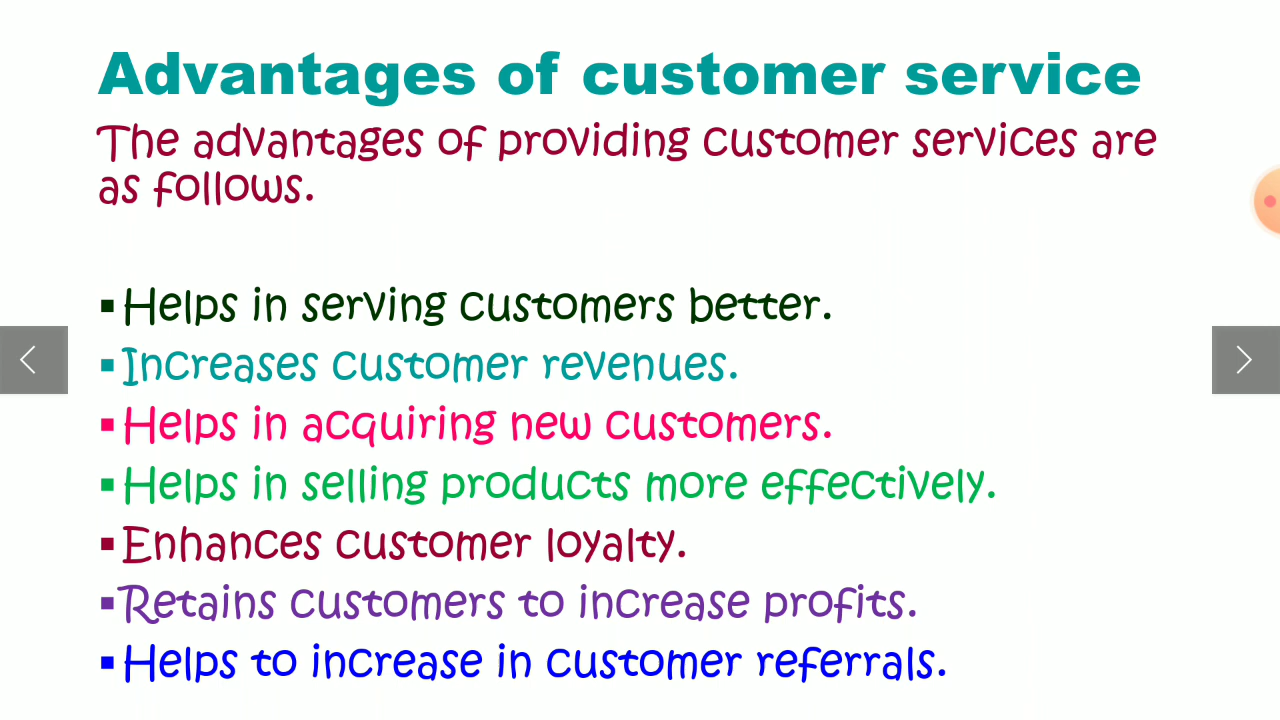 Advantages of customer service
The advantages of providing customer services are
as follows.
▪Helps in serving customers better.
▪Increases customer revenues.
▪Helps in acquiring new customers.
▪Helps in selling products more effectively.
▪Enhances customer loyalty.
▪Retains customers to increase profits.
▪Helps to increase in customer referrals.